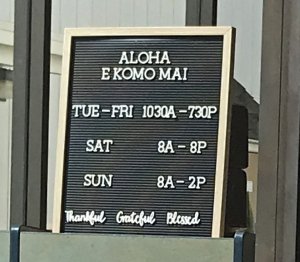 ALOHA
E KOMO MAI
TUE-FRI 1030A-730P
SAT 8A-8P
SUN 8A-2P
Thankful Grateful Blessed